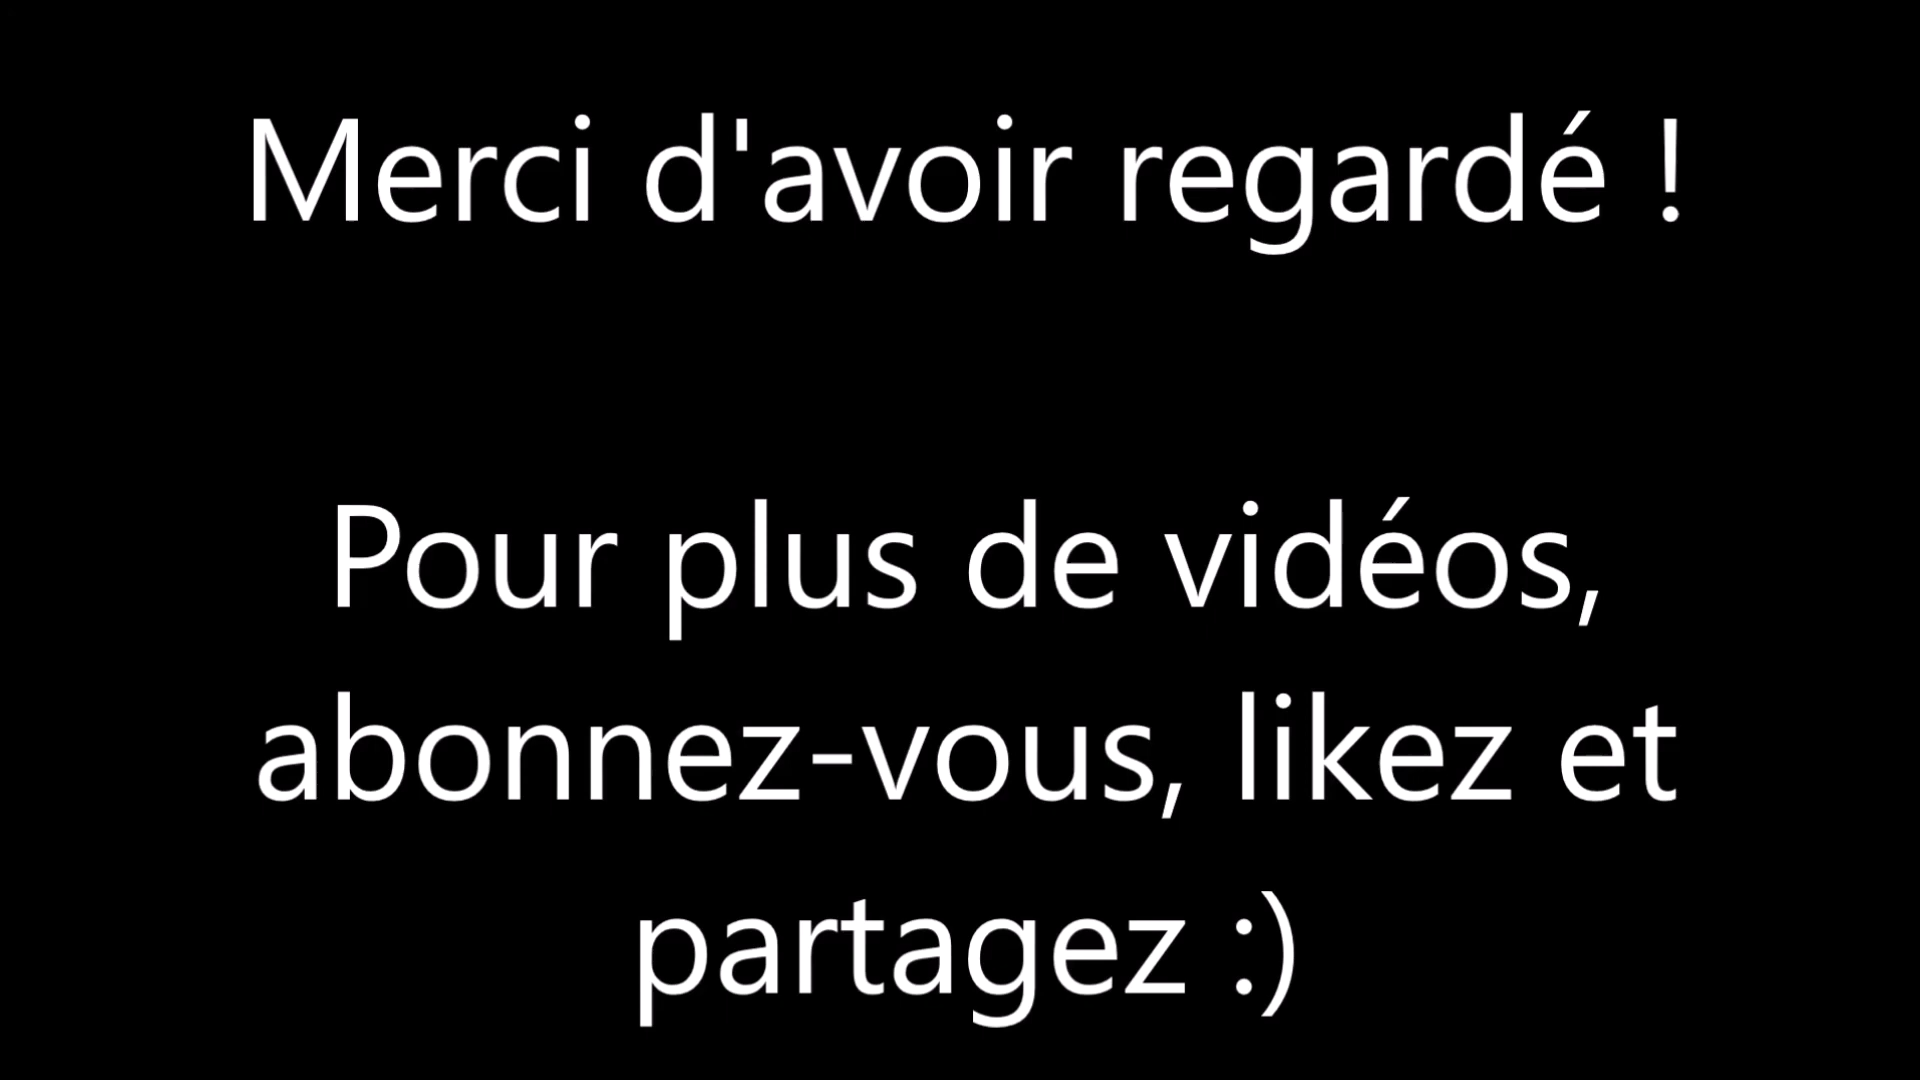 Merci d'avoir regardé !
Pour plus de vidéos,
abonnez-vous, likez et
partagez :)